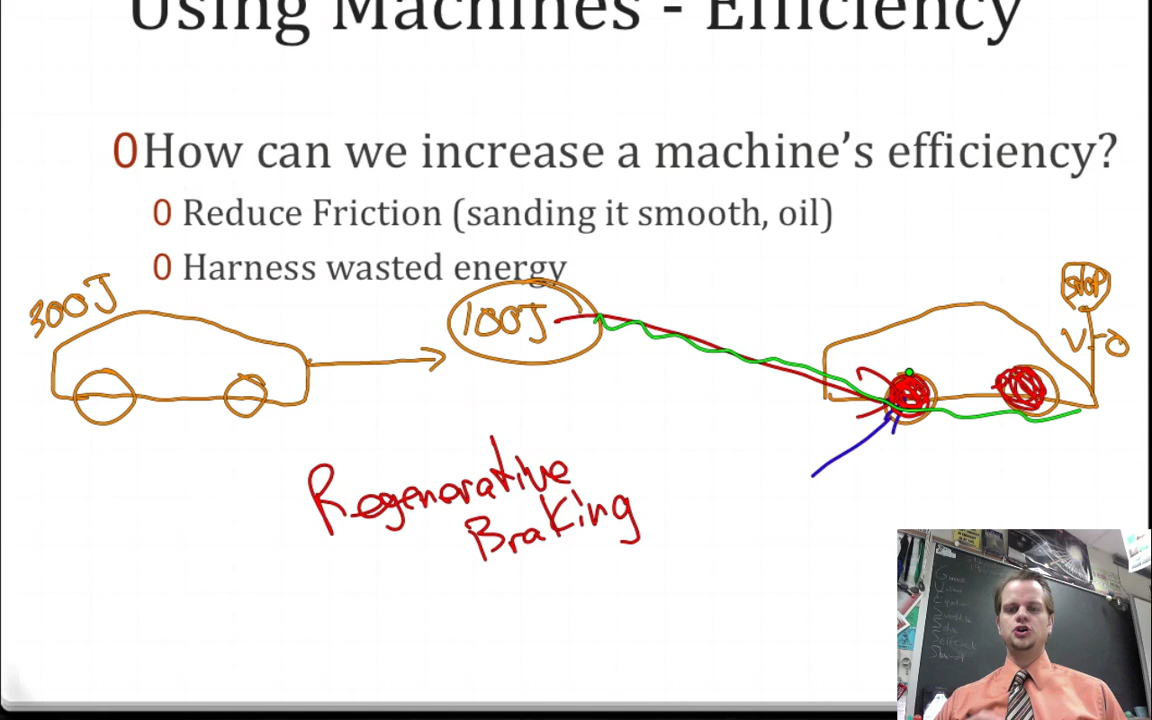 Using Machines - Efficiency
How can we increase a machine's efficiency?
Reduce Friction (sanding it smooth, oil)
Harness wasted energy
300J
100J
Stop
V=0
Regenerative
Braking